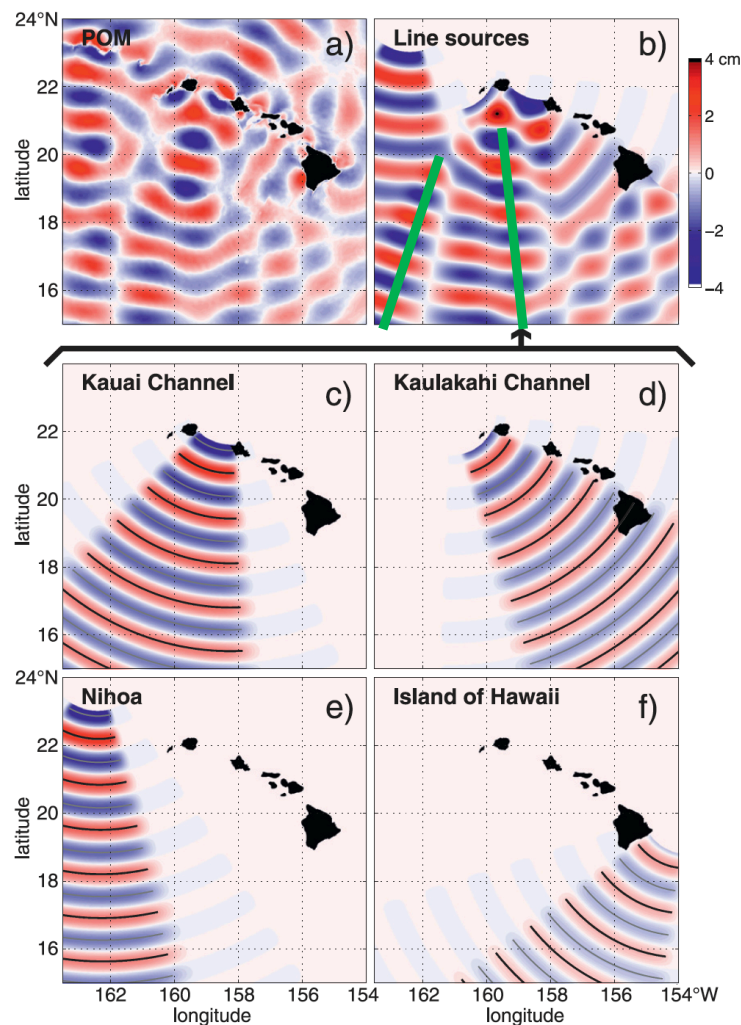 24°N
POM
a)
Line sources
b)
4 cm
22
2
20
0
18
−2
16
−4
latitude
Kauai Channel
c)
Kaulakahi Channel
d)
22
20
18
16
latitude
24°N
Nihoa
e)
Island of Hawaii
f)
22
20
18
16
latitude
162 160 158 156 154
162 160 158 156 154°W
longitude
longitude